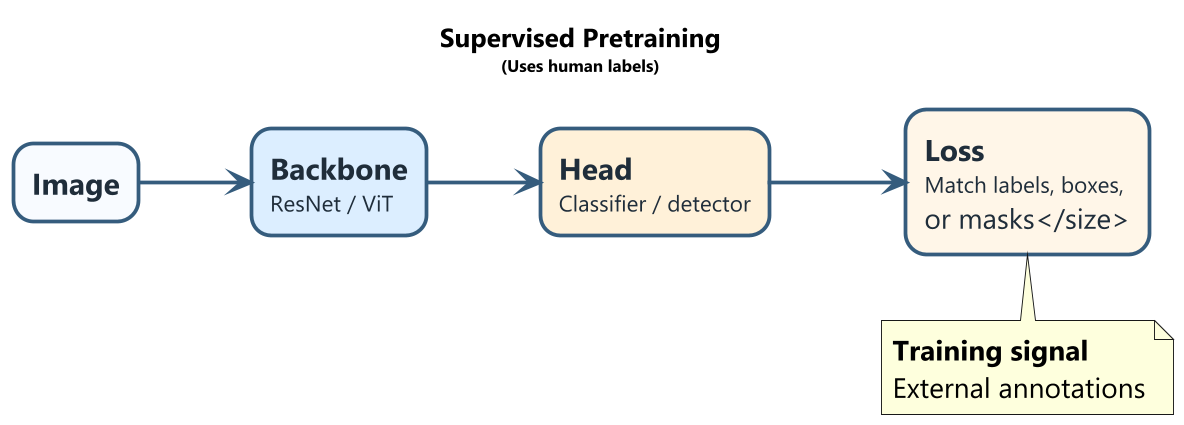 Supervised Pretraining
(Uses human labels)
Image
Backbone
ResNet / ViT
Head
Classifier / detector
Loss
Match labels, boxes,
or masks</size>
Training signal
External annotations